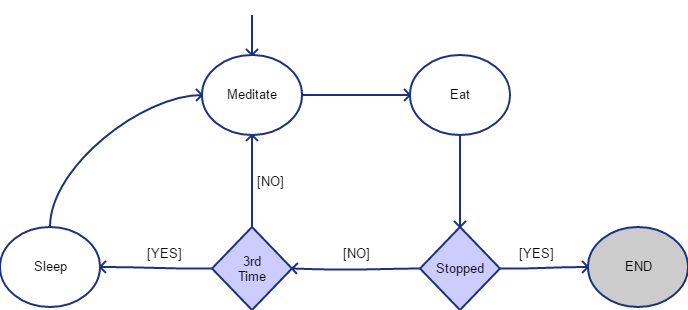 Meditate
Eat
[NO]
[YES]
[NO]
[YES]
Sleep
3rd
Time
Stopped
END